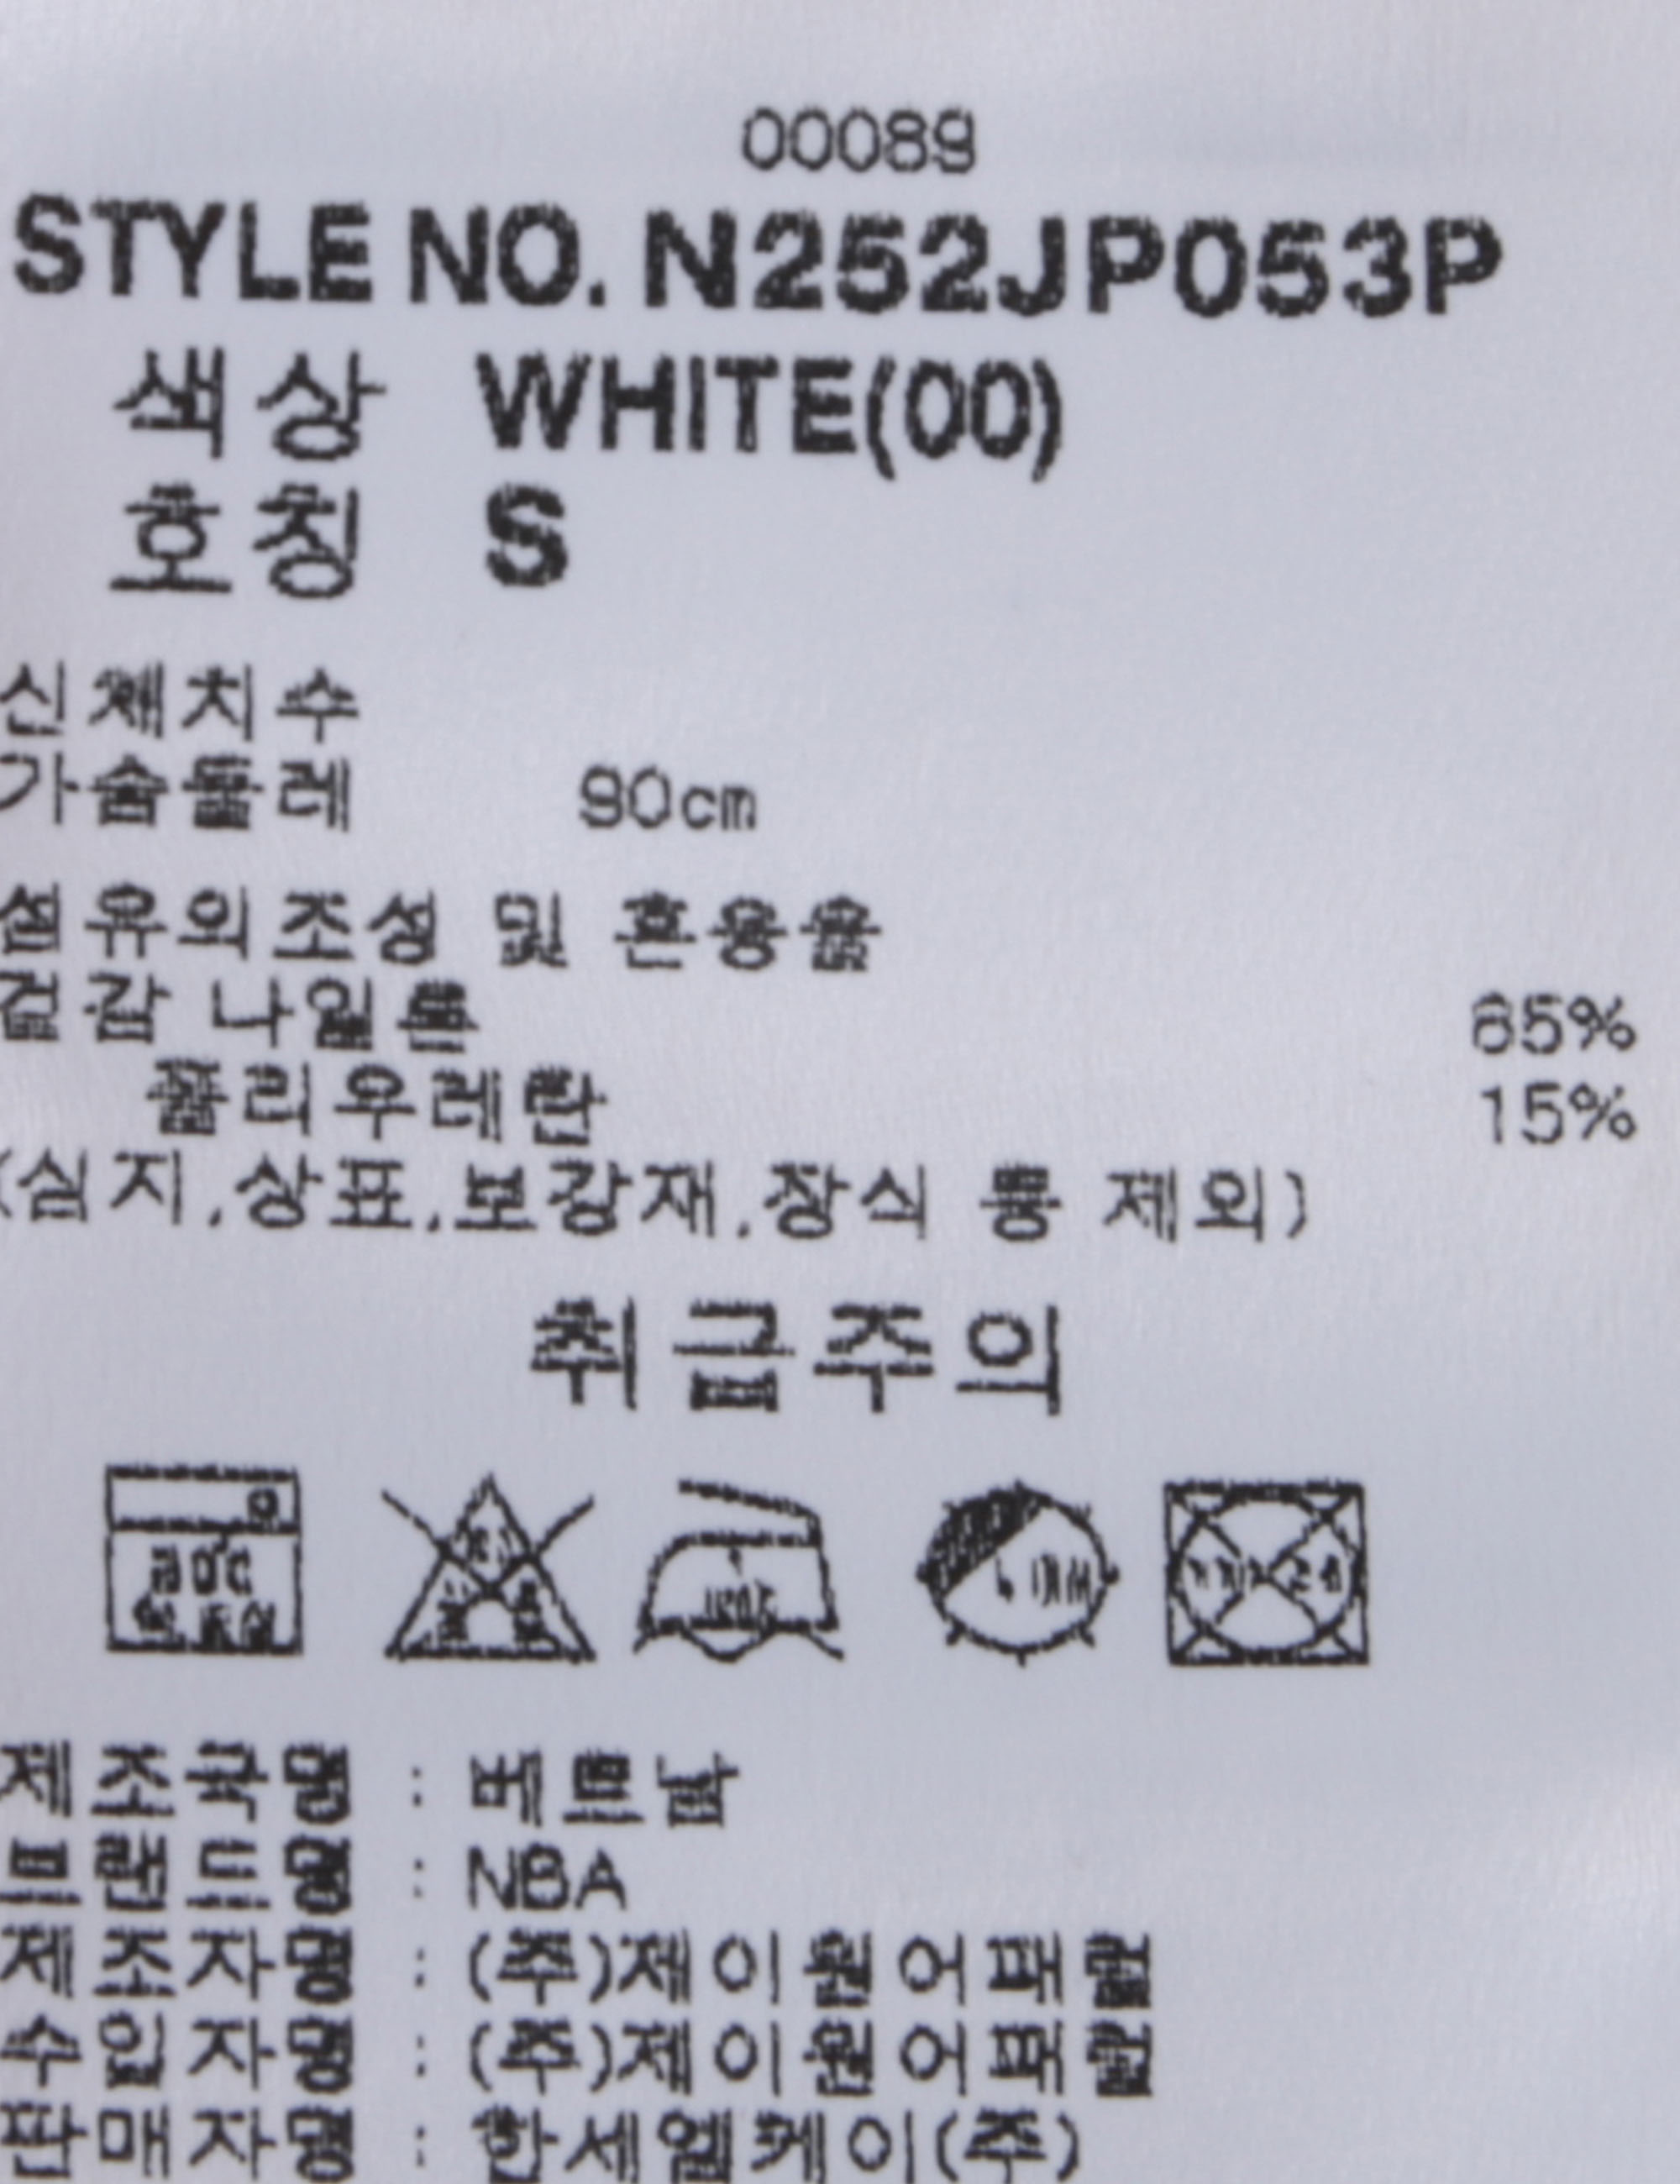 00089
STYLE NO. N252JP053P
색상 WHITE(00)
호칭 S
신체치수
가슴둘레 90cm
섬유의조성 및 혼용율
겉감 나일론 85%
폴리우레탄 15%
(심지,상표,보강재,장식 등 제외)
취급주의
제조국명 : 베트남
브랜드명 : NBA
제조자명 : (주)제이원어패럴
수입자명 : (주)제이원어패럴
판매자명 : 한세엠케이(주)